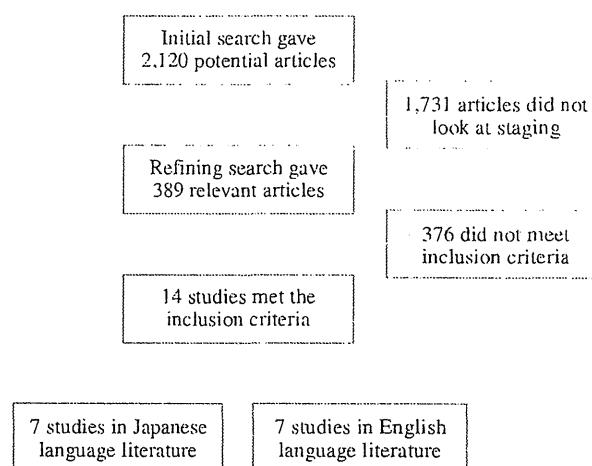 Initial search gave
2,120 potential articles
1,731 articles did not
look at staging
Refining search gave
389 relevant articles
376 did not meet
inclusion criteria
14 studies met the
inclusion criteria
7 studies in Japanese
language literature
7 studies in English
language literature